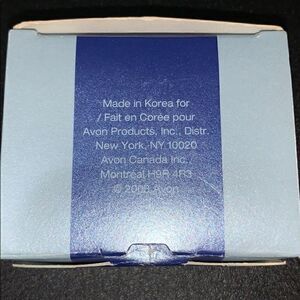 Made in Korea for
/ Fait en Corée pour
Avon Products, Inc., Distr.
New York, NY 10020
Avon Canada Inc.,
Montreal H9R 4R3
© 2008 Avon